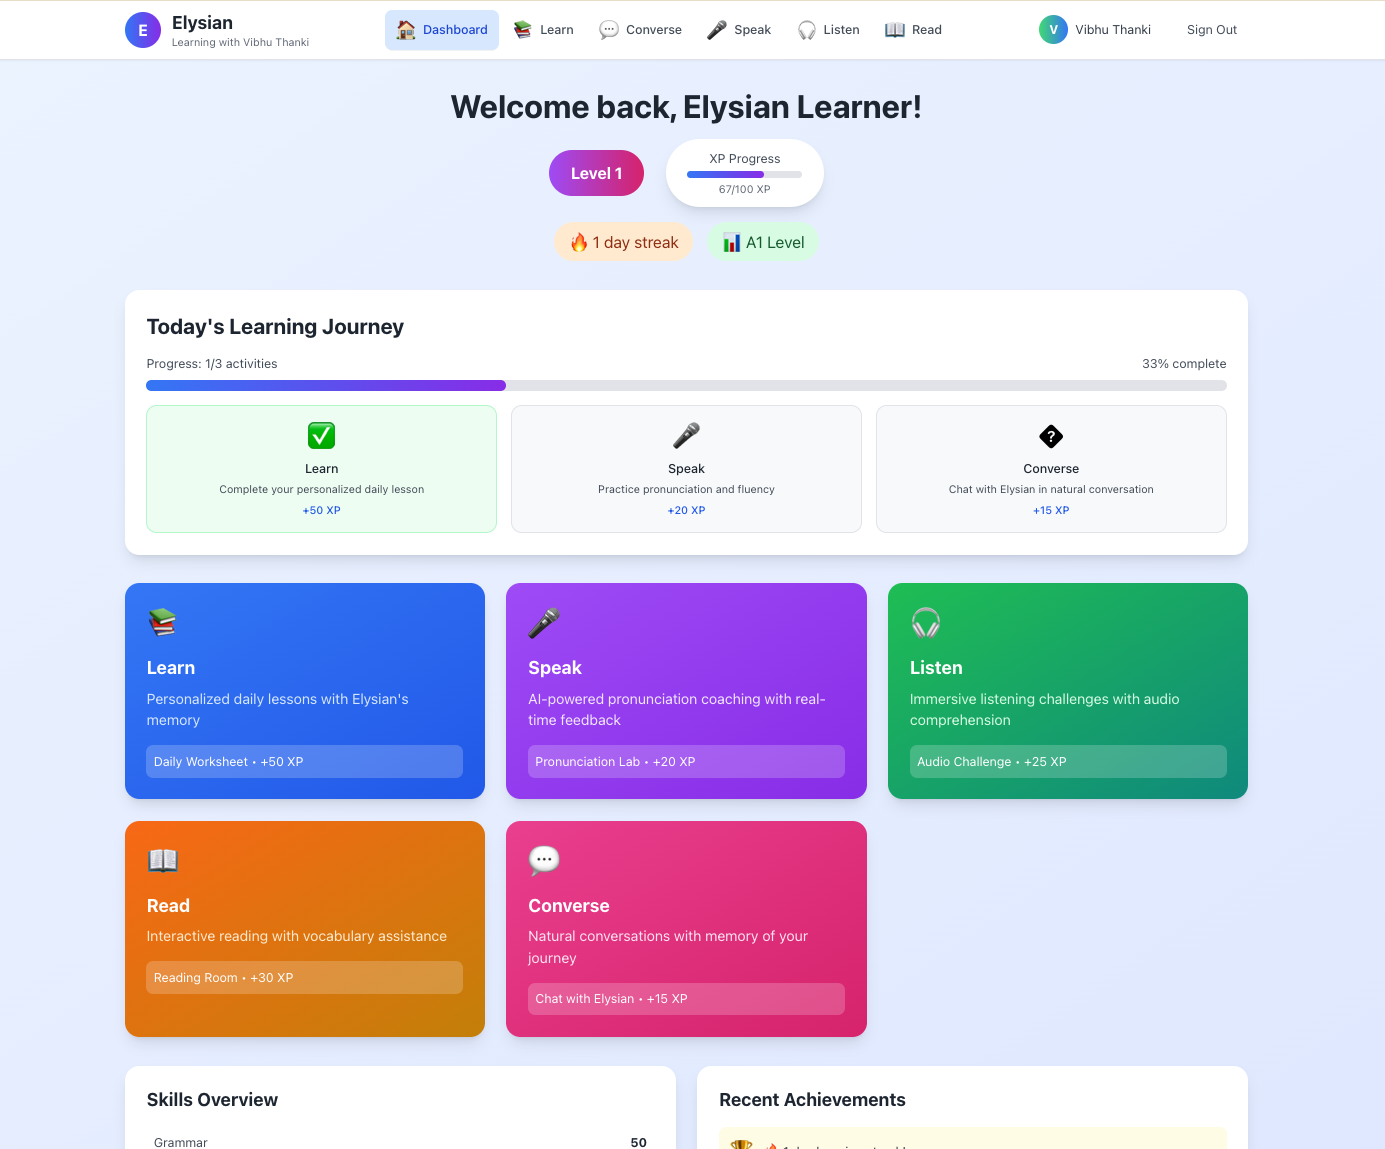 E
Elysian
Learning with Vibhu Thanki
Dashboard
Learn
Converse
Speak
Listen
Read
V
Vibhu Thanki
Sign Out
Welcome back, Elysian Learner!
Level 1
XP Progress
67/100 XP
1 day streak
A1 Level
Today's Learning Journey
Progress: 1/3 activities
33% complete
Learn
Complete your personalized daily lesson
+50 XP
Speak
Practice pronunciation and fluency
+20 XP
Converse
Chat with Elysian in natural conversation
+15 XP
Learn
Personalized daily lessons with Elysian's
memory
Daily Worksheet • +50 XP
Speak
AI-powered pronunciation coaching with real-
time feedback
Pronunciation Lab • +20 XP
Listen
Immersive listening challenges with audio
comprehension
Audio Challenge • +25 XP
Read
Interactive reading with vocabulary assistance
Reading Room • +30 XP
Converse
Natural conversations with memory of your
journey
Chat with Elysian • +15 XP
Skills Overview
Grammar
50
Recent Achievements